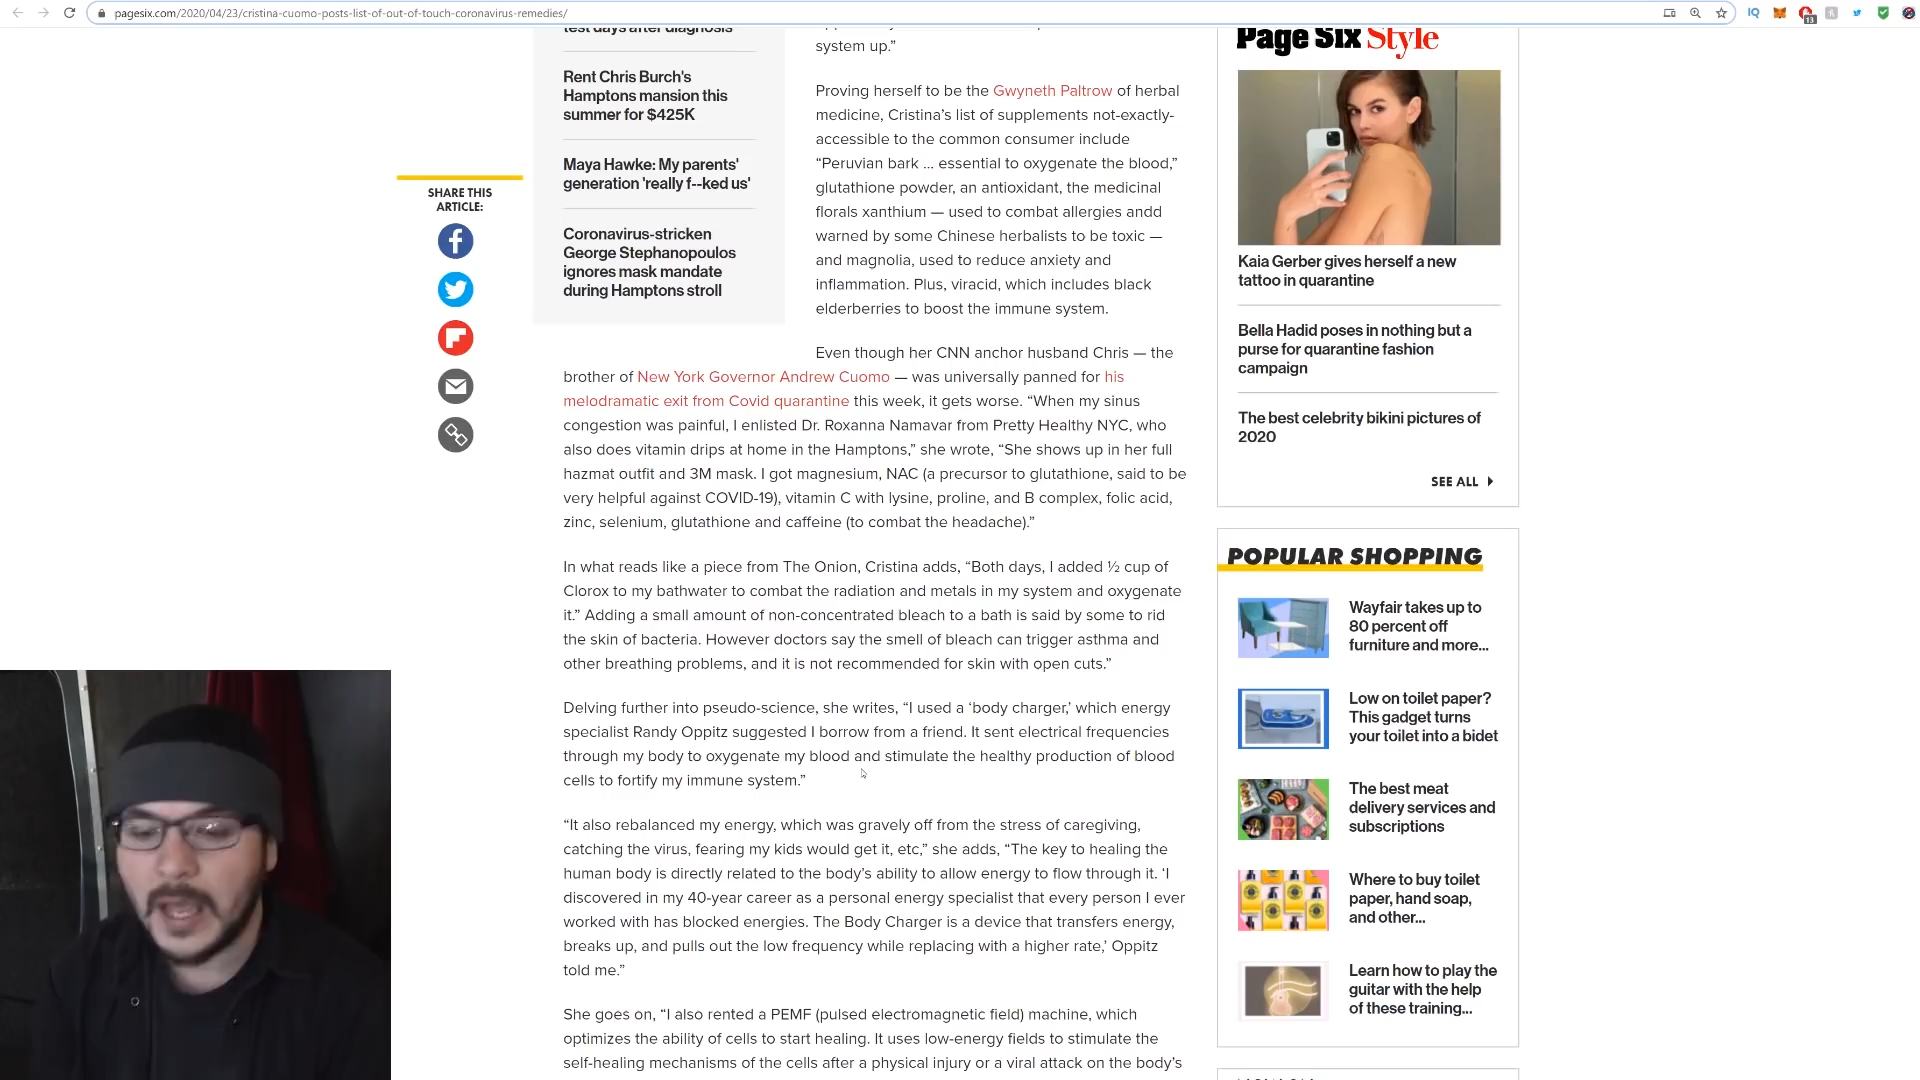 pagesix.com/2020/04/23/cristina-cuomo-posts-list-of-out-of-touch-coronavirus-remedies/
IQ
13
test days after diagnosis
Rent Chris Burch's
Hamptons mansion this
summer for $425K
Maya Hawke: My parents'
generation 'really f--ked us'
Coronavirus-stricken
George Stephanopoulos
ignores mask mandate
during Hamptons stroll
SHARE THIS
ARTICLE:
system up.”
Proving herself to be the Gwyneth Paltrow of herbal
medicine, Cristina’s list of supplements not-exactly-
accessible to the common consumer include
“Peruvian bark ... essential to oxygenate the blood,”
glutathione powder, an antioxidant, the medicinal
florals xanthium — used to combat allergies andd
warned by some Chinese herbalists to be toxic —
and magnolia, used to reduce anxiety and
inflammation. Plus, viracid, which includes black
elderberries to boost the immune system.
Even though her CNN anchor husband Chris — the
brother of New York Governor Andrew Cuomo — was universally panned for his
melodramatic exit from Covid quarantine this week, it gets worse. “When my sinus
congestion was painful, I enlisted Dr. Roxanna Namavar from Pretty Healthy NYC, who
also does vitamin drips at home in the Hamptons,” she wrote, “She shows up in her full
hazmat outfit and 3M mask. I got magnesium, NAC (a precursor to glutathione, said to be
very helpful against COVID-19), vitamin C with lysine, proline, and B complex, folic acid,
zinc, selenium, glutathione and caffeine (to combat the headache).”
In what reads like a piece from The Onion, Cristina adds, “Both days, I added ½ cup of
Clorox to my bathwater to combat the radiation and metals in my system and oxygenate
it.” Adding a small amount of non-concentrated bleach to a bath is said by some to rid
the skin of bacteria. However doctors say the smell of bleach can trigger asthma and
other breathing problems, and it is not recommended for skin with open cuts.”
Delving further into pseudo-science, she writes, “I used a ‘body charger,’ which energy
specialist Randy Oppitz suggested I borrow from a friend. It sent electrical frequencies
through my body to oxygenate my blood and stimulate the healthy production of blood
cells to fortify my immune system.”
“It also rebalanced my energy, which was gravely off from the stress of caregiving,
catching the virus, fearing my kids would get it, etc,” she adds, “The key to healing the
human body is directly related to the body’s ability to allow energy to flow through it. ‘I
discovered in my 40-year career as a personal energy specialist that every person I ever
worked with has blocked energies. The Body Charger is a device that transfers energy,
breaks up, and pulls out the low frequency while replacing with a higher rate,’ Oppitz
told me.”
She goes on, “I also rented a PEMF (pulsed electromagnetic field) machine, which
optimizes the ability of cells to start healing. It uses low-energy fields to stimulate the
self-healing mechanisms of the cells after a physical injury or a viral attack on the body’s
Page Six Style
Kaia Gerber gives herself a new
tattoo in quarantine
Bella Hadid poses in nothing but a
purse for quarantine fashion
campaign
The best celebrity bikini pictures of
2020
SEE ALL
POPULAR SHOPPING
Wayfair takes up to
80 percent off
furniture and more...
Low on toilet paper?
This gadget turns
your toilet into a bidet
The best meat
delivery services and
subscriptions
Where to buy toilet
paper, hand soap,
and other...
Learn how to play the
guitar with the help
of these training...